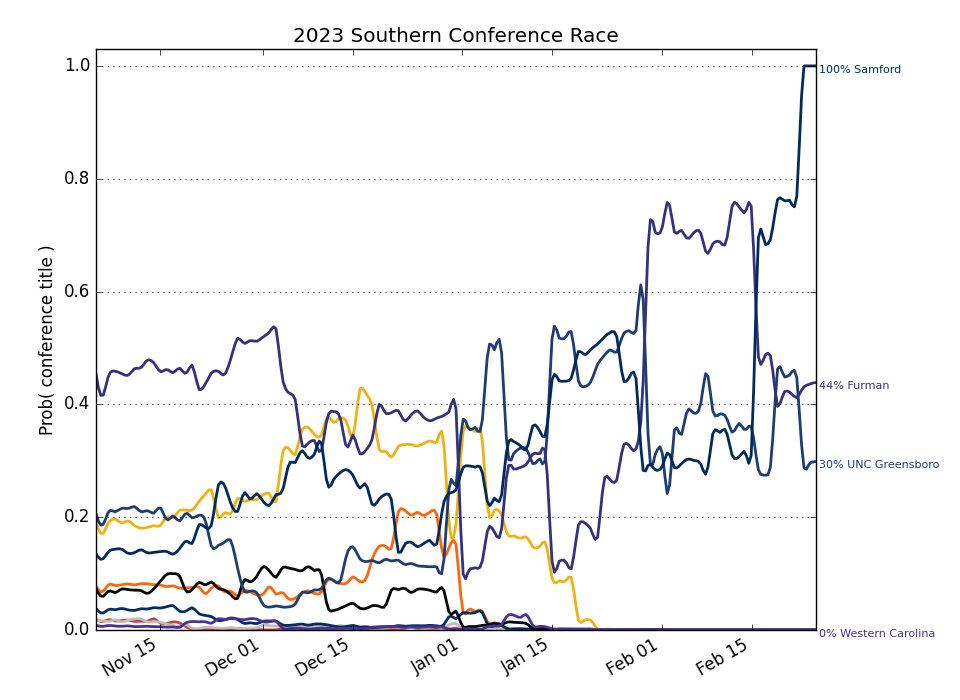 2023 Southern Conference Race
Prob( conference title )
1.0
0.8
0.6
0.4
0.2
0.0
Nov 15
Dec 01
Dec 15
Jan 01
Jan 15
Feb 01
Feb 15
100% Samford
44% Furman
30% UNC Greensboro
0% Western Carolina